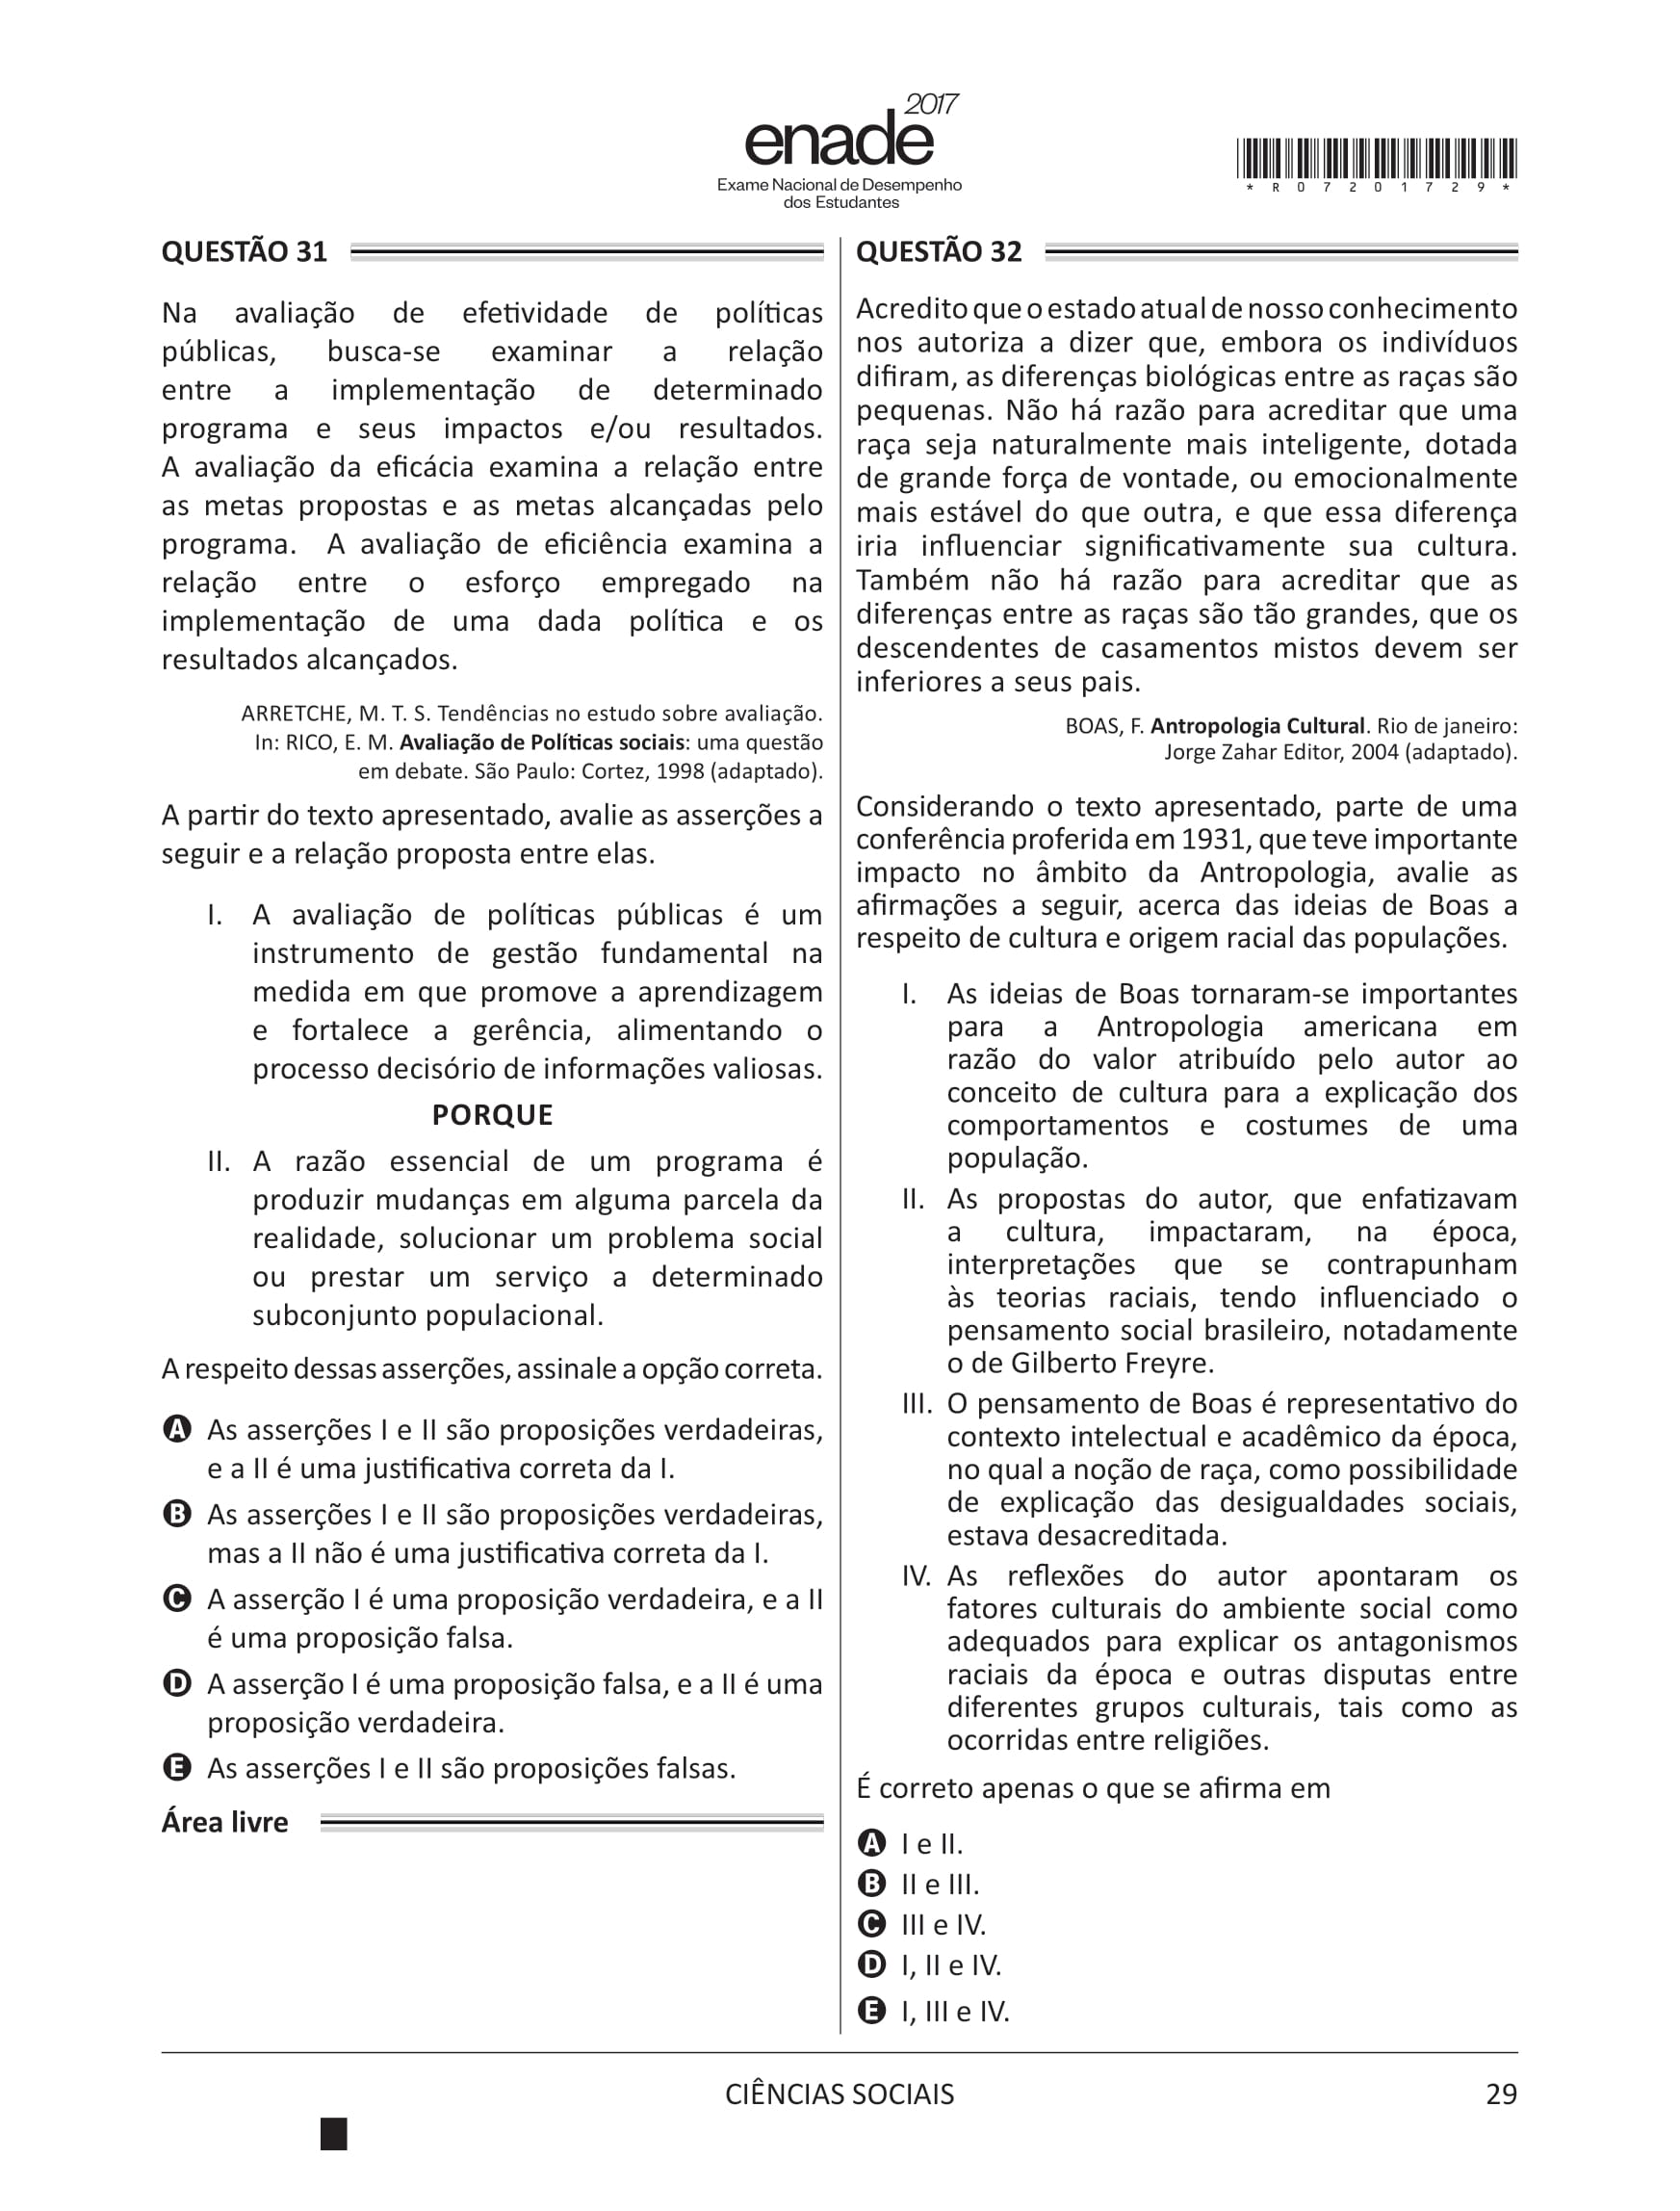 2017
enade
Exame Nacional de Desempenho
dos Estudantes
*R07201729*
QUESTÃO 31
Na avaliação de efetividade de políticas
públicas, busca-se examinar a relação
entre a implementação de determinado
programa e seus impactos e/ou resultados.
A avaliação da eficácia examina a relação entre
as metas propostas e as metas alcançadas pelo
programa. A avaliação de eficiência examina a
relação entre o esforço empregado na
implementação de uma dada política e os
resultados alcançados.
ARRETCHE, M. T. S. Tendências no estudo sobre avaliação.
In: RICO, E. M. Avaliação de Políticas sociais: uma questão
em debate. São Paulo: Cortez, 1998 (adaptado).
A partir do texto apresentado, avalie as asserções a
seguir e a relação proposta entre elas.
I. A avaliação de políticas públicas é um
instrumento de gestão fundamental na
medida em que promove a aprendizagem
e fortalece a gerência, alimentando o
processo decisório de informações valiosas.
PORQUE
II. A razão essencial de um programa é
produzir mudanças em alguma parcela da
realidade, solucionar um problema social
ou prestar um serviço a determinado
subconjunto populacional.
A respeito dessas asserções, assinale a opção correta.
A As asserções I e II são proposições verdadeiras,
e a II é uma justificativa correta da I.
B As asserções I e II são proposições verdadeiras,
mas a II não é uma justificativa correta da I.
C A asserção I é uma proposição verdadeira, e a II
é uma proposição falsa.
D A asserção I é uma proposição falsa, e a II é uma
proposição verdadeira.
E As asserções I e II são proposições falsas.
Área livre
QUESTÃO 32
Acredito que o estado atual de nosso conhecimento
nos autoriza a dizer que, embora os indivíduos
difiram, as diferenças biológicas entre as raças são
pequenas. Não há razão para acreditar que uma
raça seja naturalmente mais inteligente, dotada
de grande força de vontade, ou emocionalmente
mais estável do que outra, e que essa diferença
iria influenciar significativamente sua cultura.
Também não há razão para acreditar que as
diferenças entre as raças são tão grandes, que os
descendentes de casamentos mistos devem ser
inferiores a seus pais.
BOAS, F. Antropologia Cultural. Rio de janeiro:
Jorge Zahar Editor, 2004 (adaptado).
Considerando o texto apresentado, parte de uma
conferência proferida em 1931, que teve importante
impacto no âmbito da Antropologia, avalie as
afirmações a seguir, acerca das ideias de Boas a
respeito de cultura e origem racial das populações.
I. As ideias de Boas tornaram-se importantes
para a Antropologia americana em
razão do valor atribuído pelo autor ao
conceito de cultura para a explicação dos
comportamentos e costumes de uma
população.
II. As propostas do autor, que enfatizavam
a cultura, impactaram, na época,
interpretações que se contrapunham
às teorias raciais, tendo influenciado o
pensamento social brasileiro, notadamente
o de Gilberto Freyre.
III. O pensamento de Boas é representativo do
contexto intelectual e acadêmico da época,
no qual a noção de raça, como possibilidade
de explicação das desigualdades sociais,
estava desacreditada.
IV. As reflexões do autor apontaram os
fatores culturais do ambiente social como
adequados para explicar os antagonismos
raciais da época e outras disputas entre
diferentes grupos culturais, tais como as
ocorridas entre religiões.
É correto apenas o que se afirma em
A I e II.
B II e III.
C III e IV.
D I, II e IV.
E I, III e IV.
CIÊNCIAS SOCIAIS
29